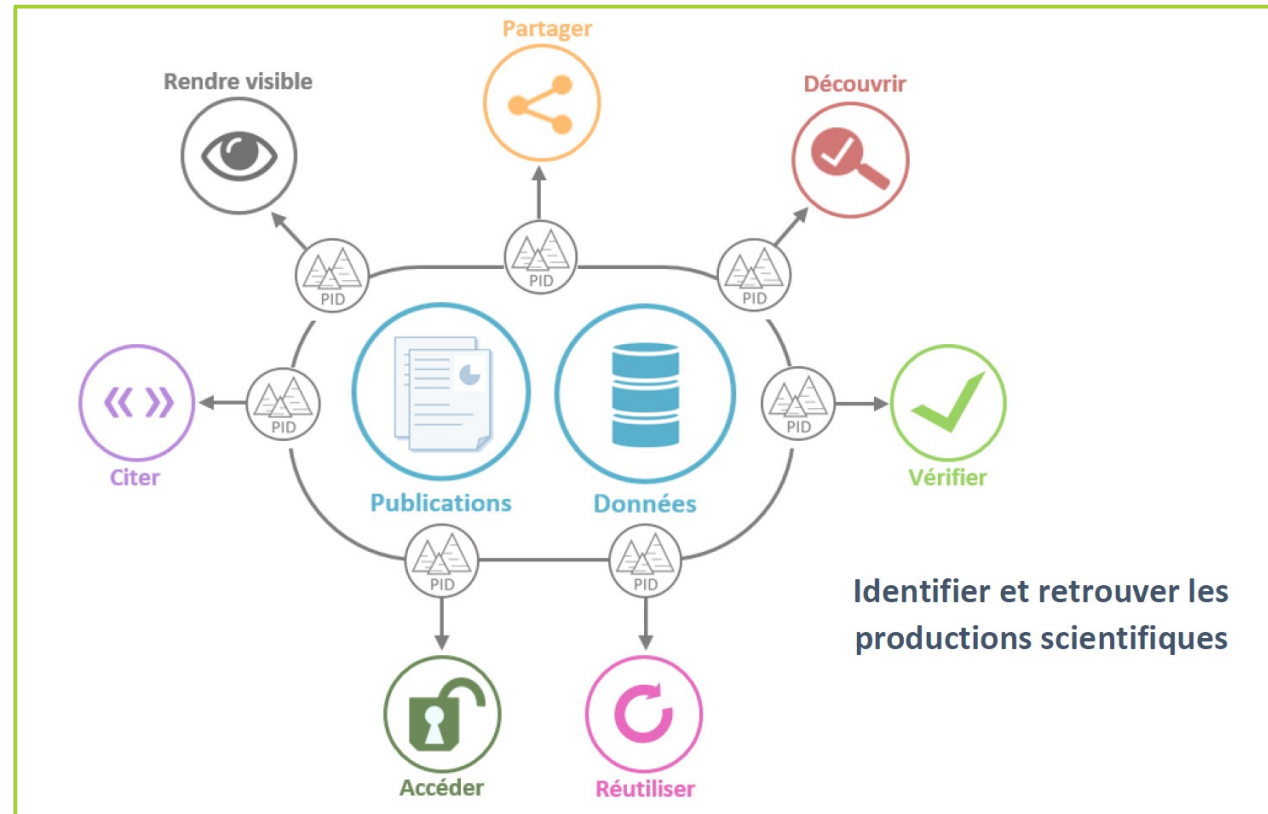 Partager
Rendre visible
Découvrir
PID
PID
PID
« »
PID
PID
Citer
Vérifier
Publications
Données
PID
PID
Identifier et retrouver les
productions scientifiques
Accéder
Réutiliser